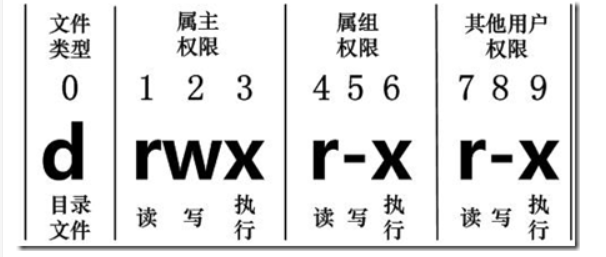 文件 属主 属组 其他用户
类型 权限 权限 权限
0 1 2 3 4 5 6 7 8 9
d rwx r-x r-x
目录 读 写 执 读 写 执 读 写 执
文件 行 行 行